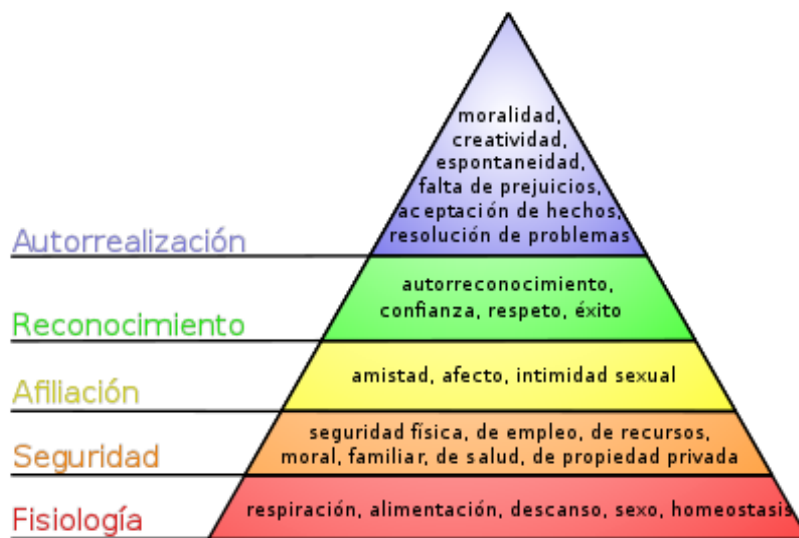 moralidad,
creatividad,
espontaneidad,
falta de prejuicios,
aceptación de hechos,
resolución de problemas
Autorrealización
autorreconocimiento,
confianza, respeto, éxito
Reconocimiento
amistad, afecto, intimidad sexual
Afiliación
seguridad física, de empleo, de recursos,
moral, familiar, de salud, de propiedad privada
Seguridad
respiración, alimentación, descanso, sexo, homeostasis
Fisiología